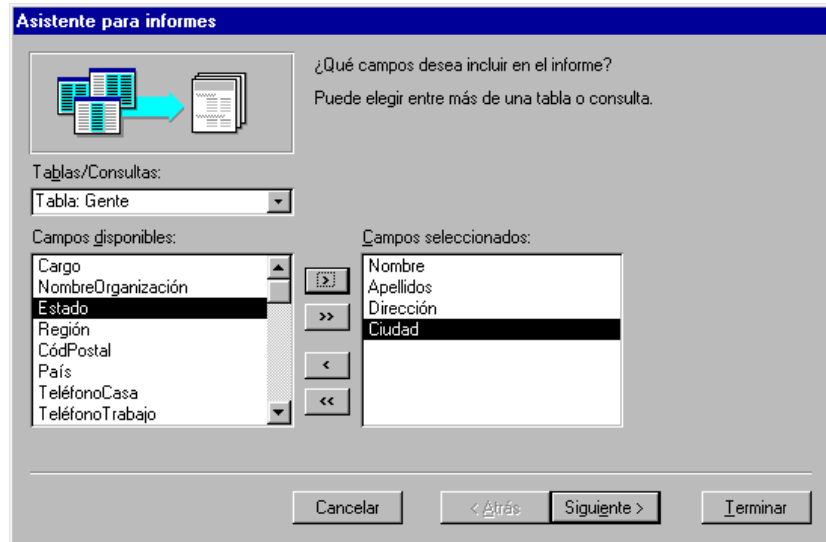 Asistente para informes
¿Qué campos desea incluir en el informe?
Puede elegir entre más de una tabla o consulta.
Tablas/Consultas:
Tabla: Gente
Campos disponibles:
Cargo
NombreOrganización
Estado
Región
CódPostal
País
TeléfonoCasa
TeléfonoTrabajo
>
>>
<
<<
Campos seleccionados:
Nombre
Apellidos
Dirección
Ciudad
Cancelar
< Atrás
Siguiente >
Terminar